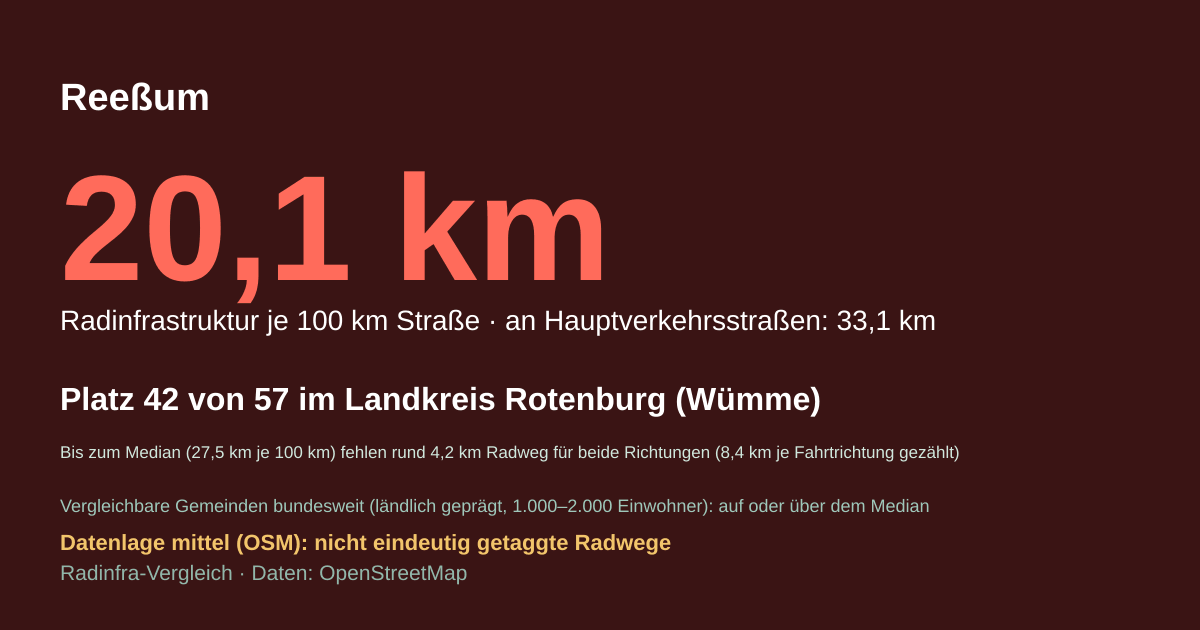 Reeßum
20,1 km
Radinfrastruktur je 100 km Straße · an Hauptverkehrsstraßen: 33,1 km
Platz 42 von 57 im Landkreis Rotenburg (Wümme)
Bis zum Median (27,5 km je 100 km) fehlen rund 4,2 km Radweg für beide Richtungen (8,4 km je Fahrtrichtung gezählt)
Vergleichbare Gemeinden bundesweit (ländlich geprägt, 1.000–2.000 Einwohner): auf oder über dem Median
Datenlage mittel (OSM): nicht eindeutig getaggte Radwege
Radinfra-Vergleich · Daten: OpenStreetMap